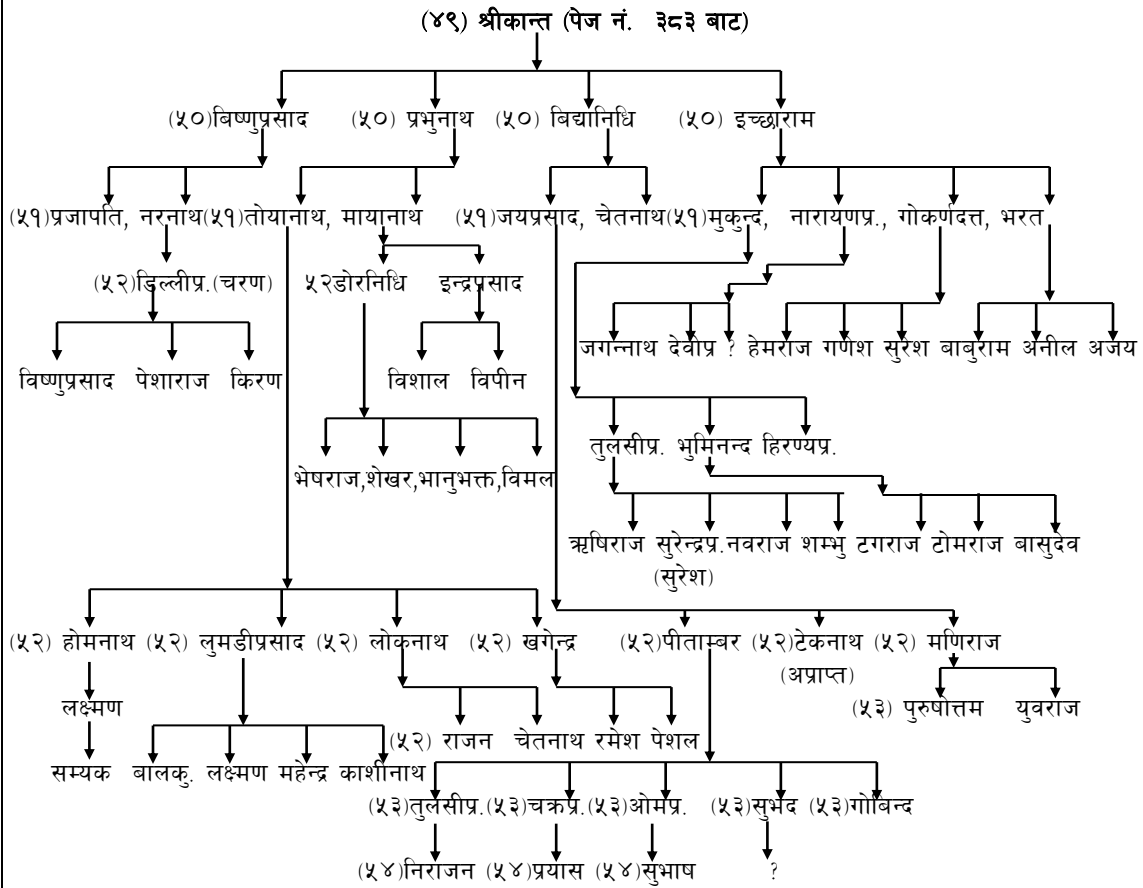 (४९) श्रीकान्त (पेज नं. ३८३ बाट)
(५०)बिष्णुप्रसाद (५०) प्रभुनाथ (५०) बिद्यानिधि (५०) इच्छाराम
(५१)प्रजापति, नरनाथ(५१)तोयानाथ, मायानाथ (५१)जयप्रसाद, चेतनाथ(५१)मुकुन्द, नारायणप्र., गोकर्णदत्त, भरत
(५२)डिल्लीप्र.(चरण) ५२डोरनिधि इन्द्रप्रसाद
जगन्नाथ देवीप्र ? हेमराज गणेश सुरेश बाबुराम अनील अजय
विष्णुप्रसाद पेशाराज किरण विशाल विपीन
तुलसीप्र. भुमिनन्द हिरण्यप्र.
भेषराज,शेखर,भानुभक्त,विमल
ऋषिराज सुरेन्द्रप्र.नवराज शम्भु टगराज टोमराज बासुदेव
(सुरेश)
(५२) होमनाथ (५२) लुमडीप्रसाद (५२) लोकनाथ (५२) खगेन्द्र (५२)पीताम्बर (५२)टेकनाथ (५२) मणिराज
(अप्राप्त)
लक्ष्मण (५३) पुरुषोत्तम युवराज
(५२) राजन चेतनाथ रमेश पेशल
सम्यक बालकु. लक्ष्मण महेन्द्र काशीनाथ
(५३)तुलसीप्र.(५३)चक्रप्र.(५३)ओमप्र. (५३)सुभद (५३)गोबिन्द
(५४)निराजन (५४)प्रयास (५४)सुभाष ?